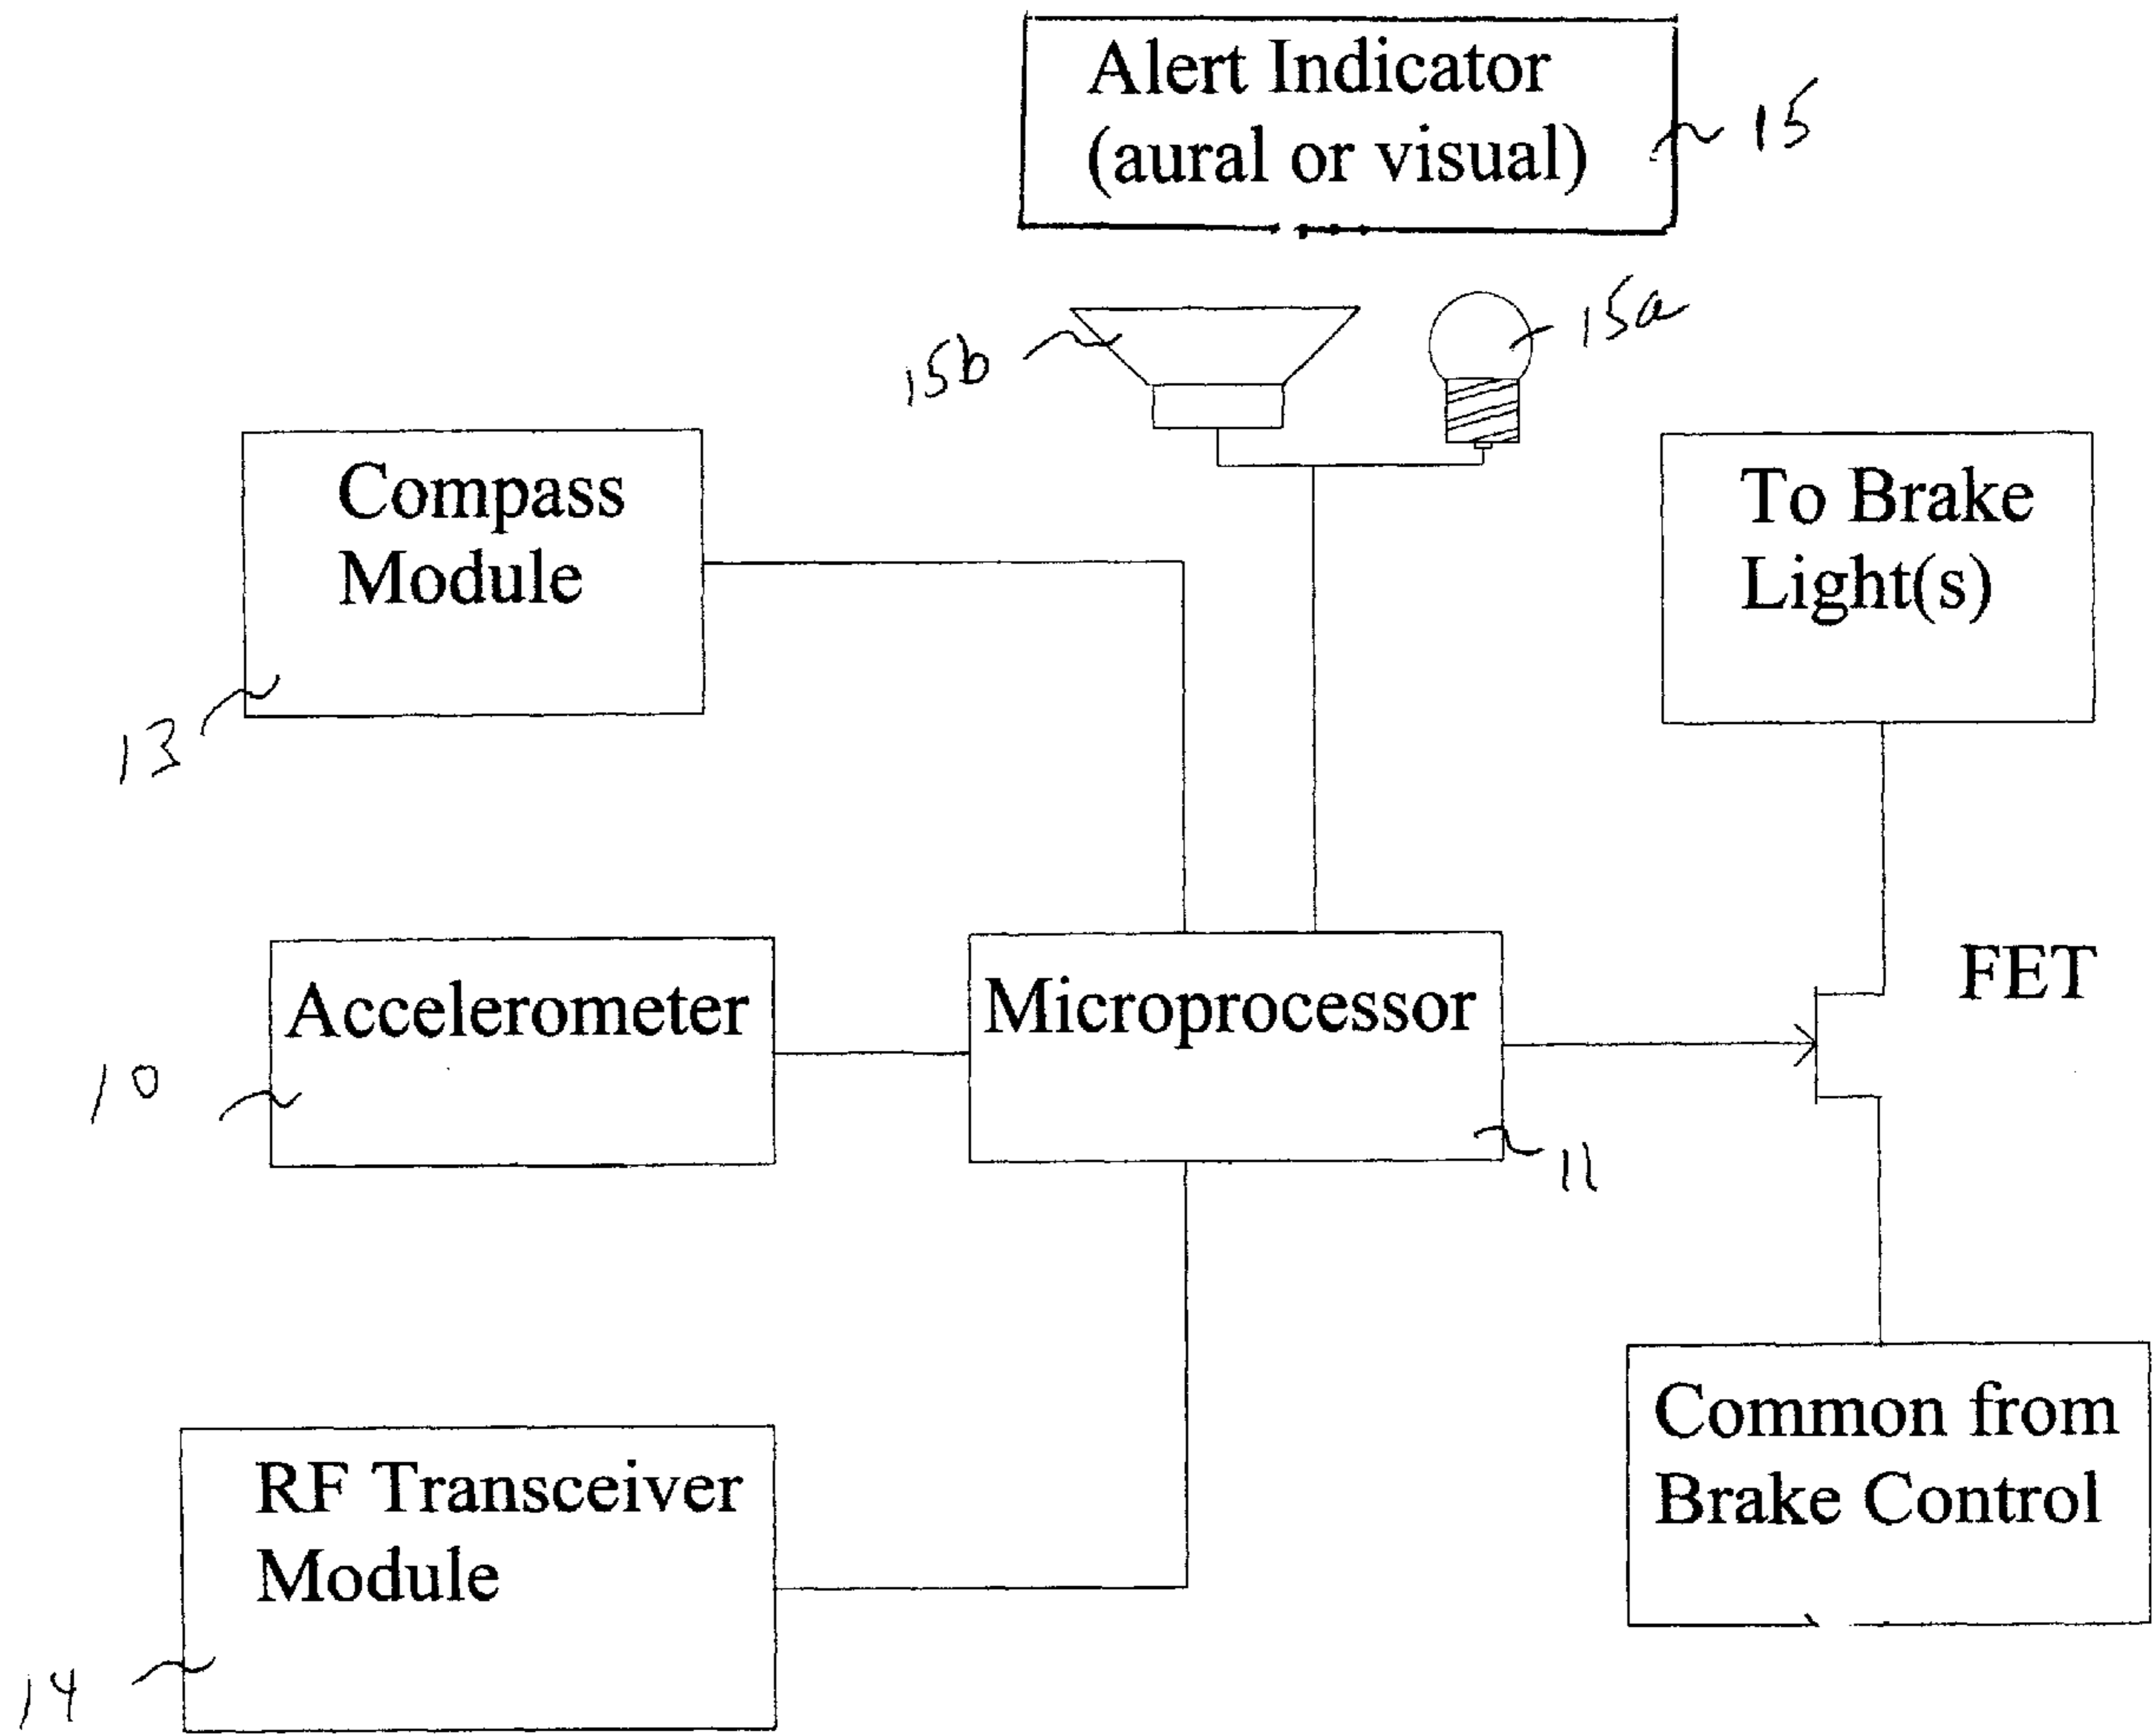 Alert Indicator
(aural or visual)
15
15b
15a
Compass
Module
13
To Brake
Light(s)
Accelerometer
10
Microprocessor
11
FET
RF Transceiver
Module
14
Common from
Brake Control